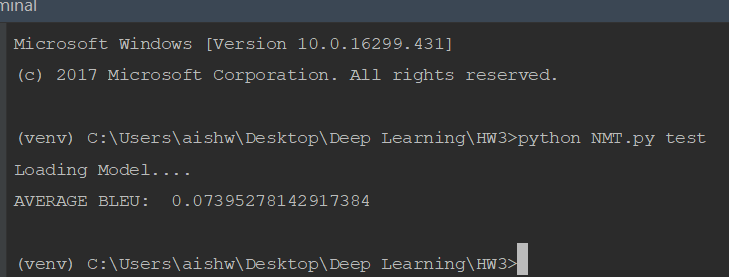 minal
Microsoft Windows [Version 10.0.16299.431]
(c) 2017 Microsoft Corporation. All rights reserved.
(venv) C:\Users\aishw\Desktop\Deep Learning\HW3>python NMT.py test
Loading Model....
AVERAGE BLEU:  0.07395278142917384
(venv) C:\Users\aishw\Desktop\Deep Learning\HW3>